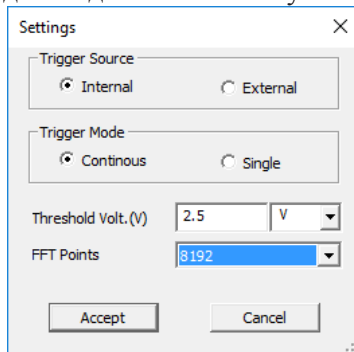 Settings
Trigger Source
Internal External
Trigger Mode
Continous Single
Threshold Volt.(V) 2.5 V
FFT Points 8192
Accept Cancel